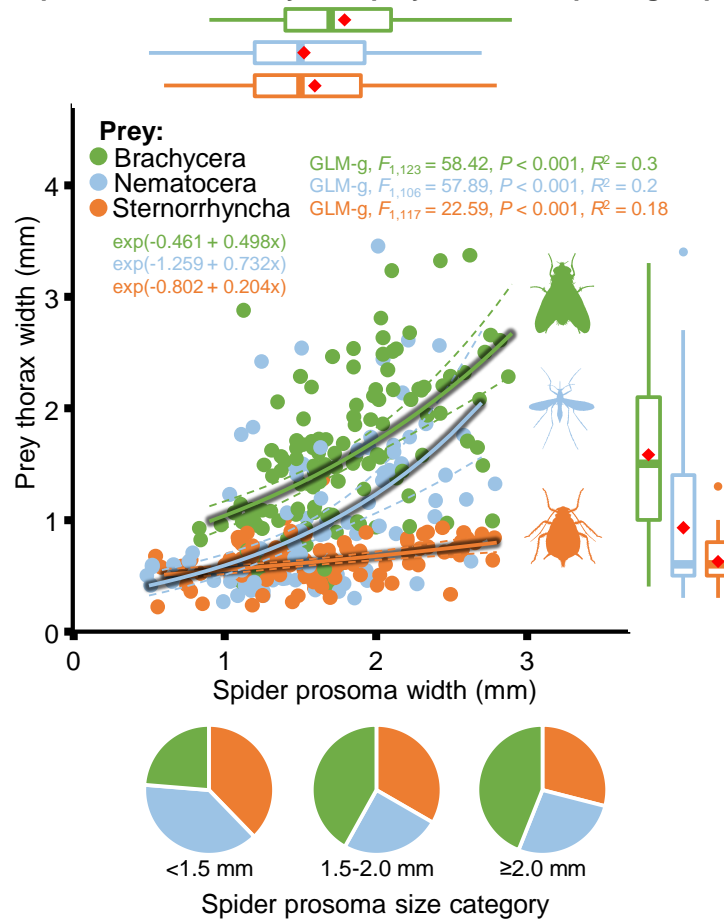 Prey:
Brachycera
Nematocera
Sternorrhyncha
GLM-g, F1,123 = 58.42, P < 0.001, R2 = 0.3
GLM-g, F1,106 = 57.89, P < 0.001, R2 = 0.2
GLM-g, F1,117 = 22.59, P < 0.001, R2 = 0.18
exp(-0.461 + 0.498x)
exp(-1.259 + 0.732x)
exp(-0.802 + 0.204x)
Prey thorax width (mm)
4
3
2
1
0
0 1 2 3
Spider prosoma width (mm)
<1.5 mm 1.5-2.0 mm ≥2.0 mm
Spider prosoma size category